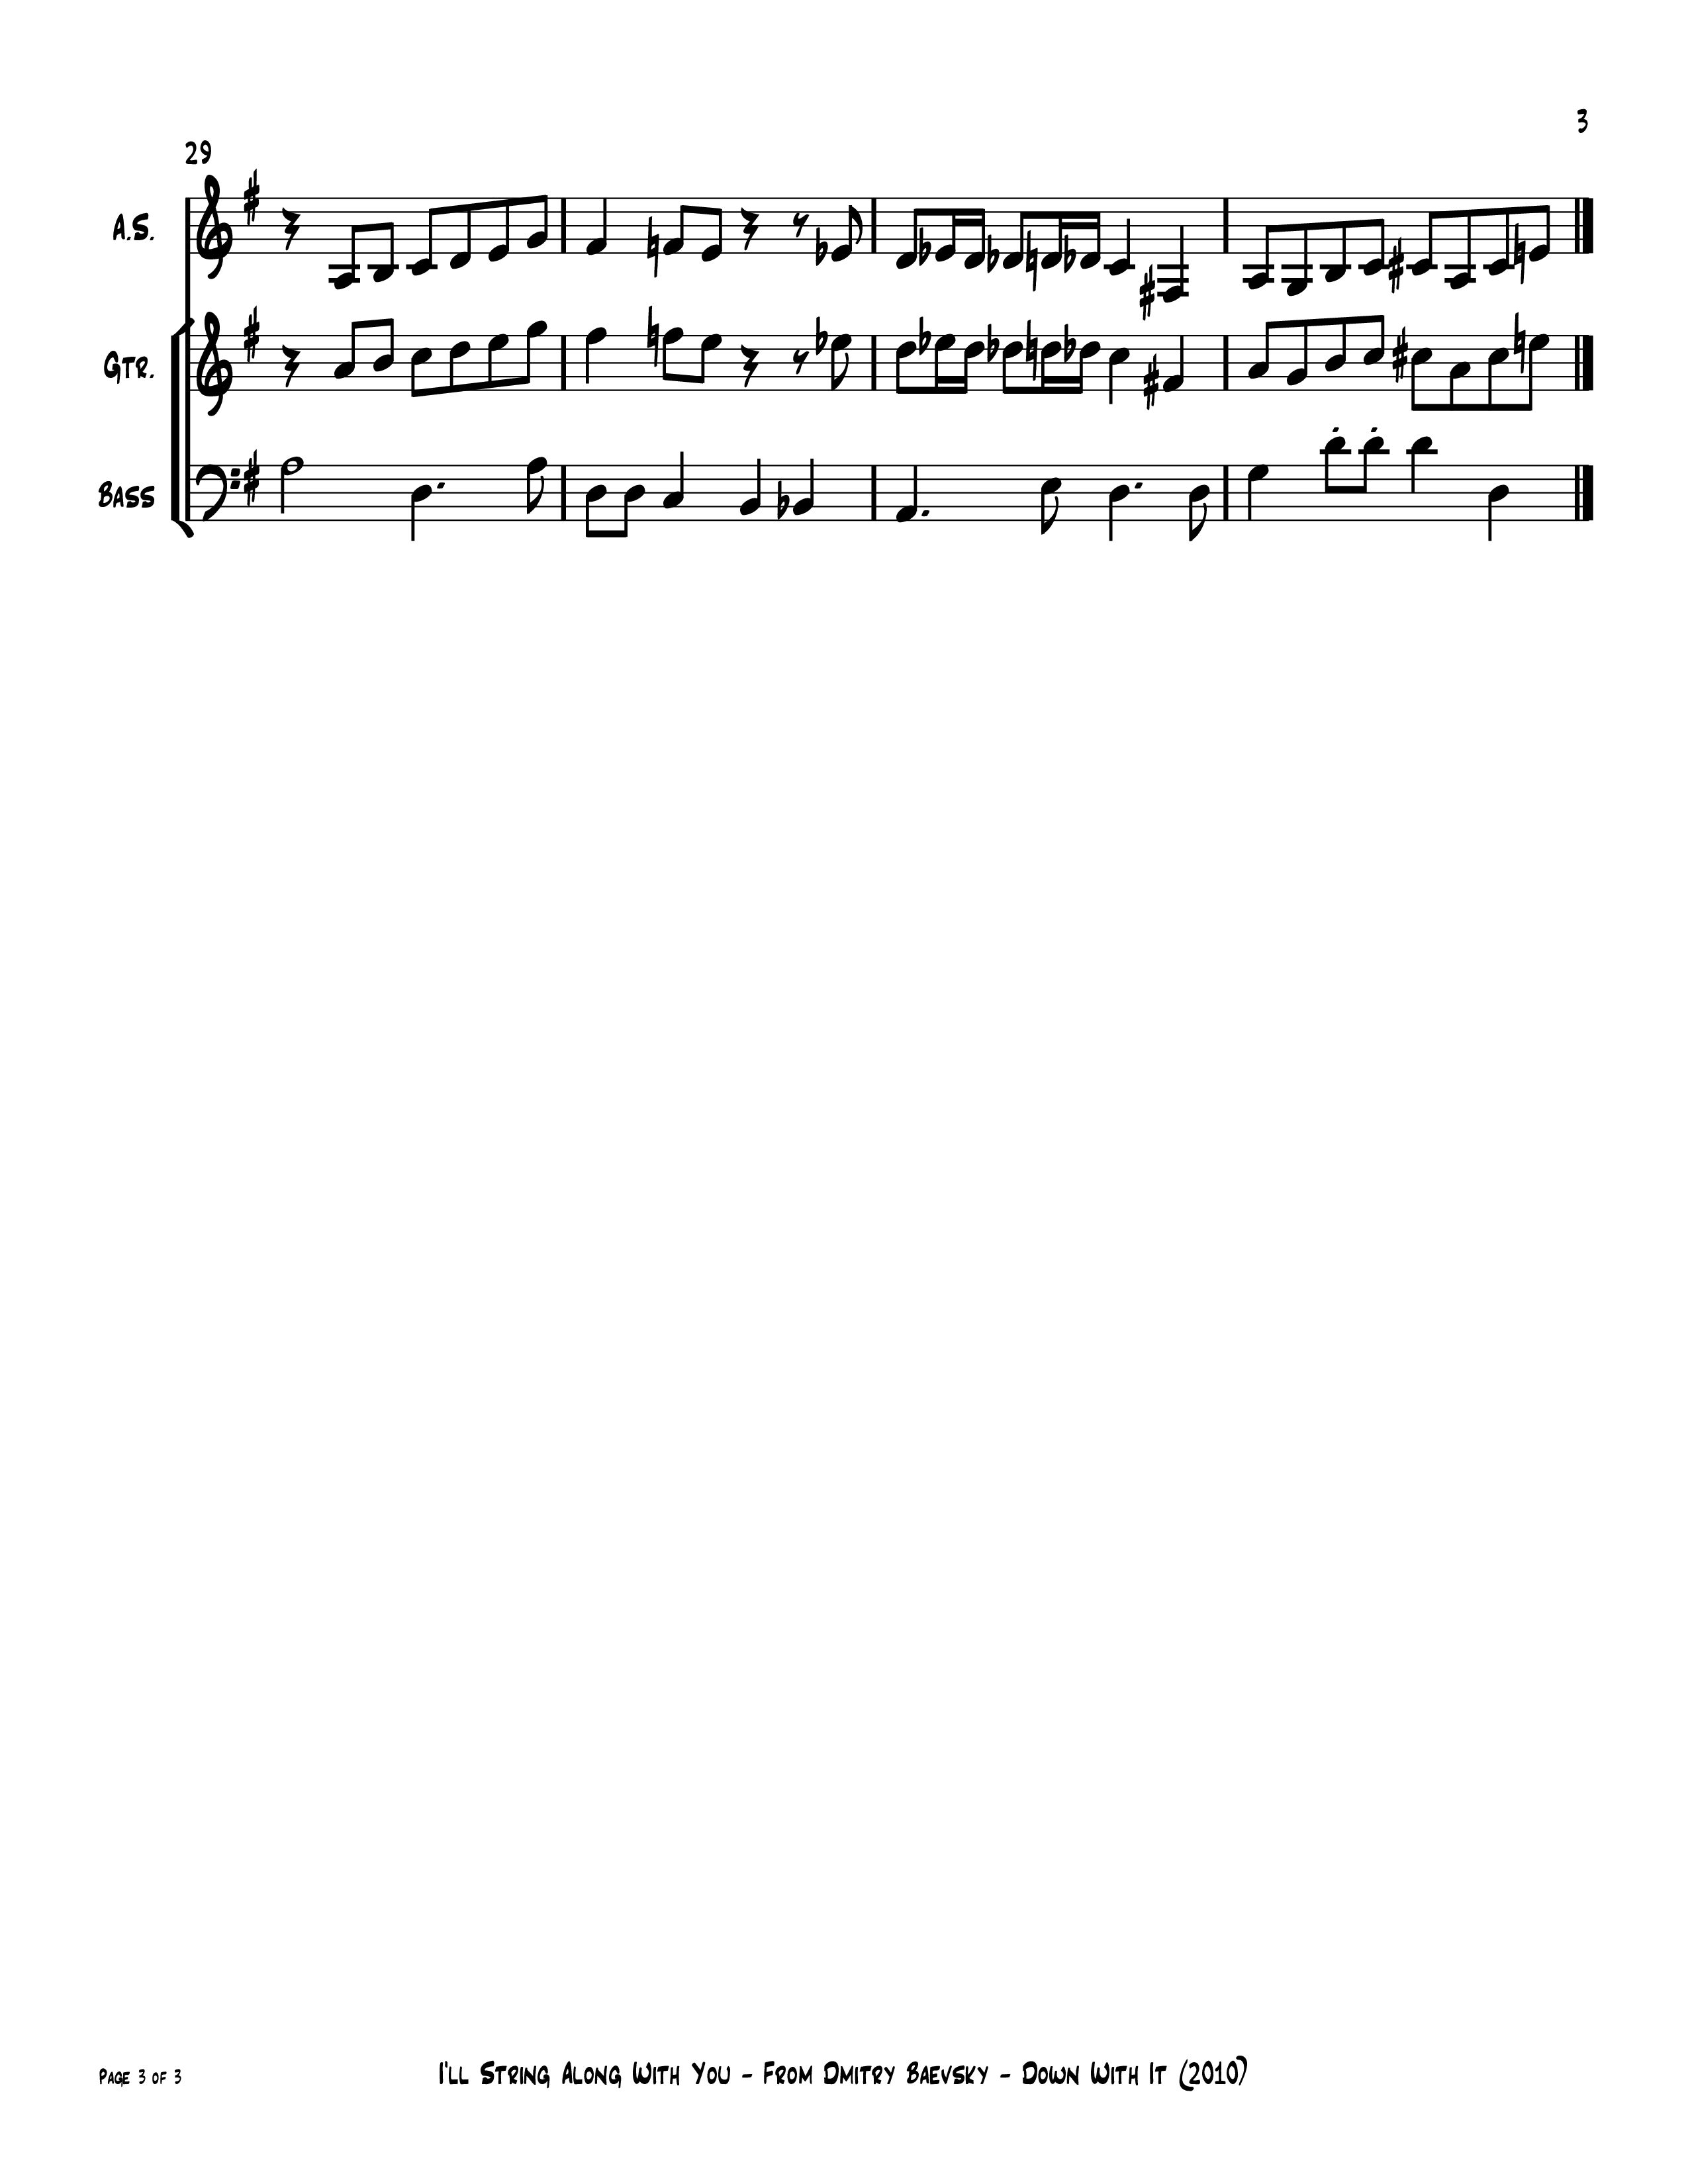 3
29
A.S.
Gtr.
Bass
Page 3 of 3
I'll String Along With You - From Dmitry Baevsky - Down With It (2010)